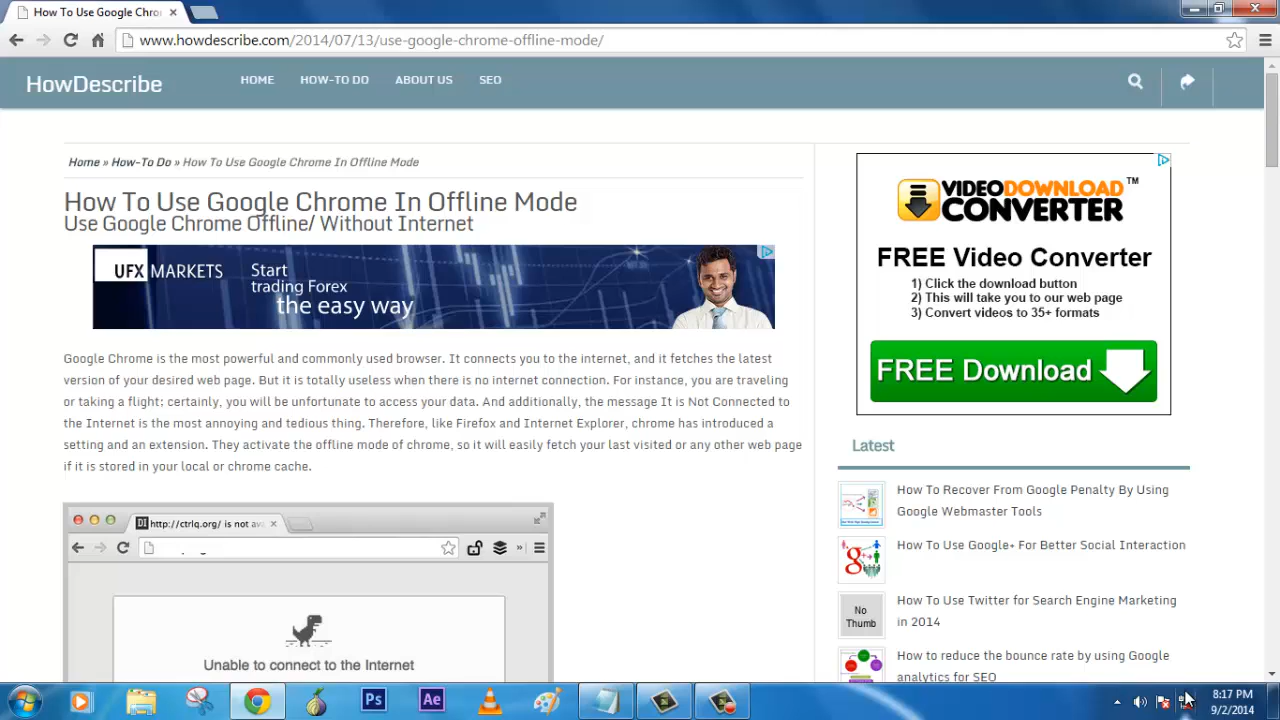 How To Use Google Chro
www.howdescribe.com/2014/07/13/use-google-chrome-offline-mode/
HowDescribe
HOME
HOW-TO DO
ABOUT US
SEO
Home » How-To Do » How To Use Google Chrome In Offline Mode
How To Use Google Chrome In Offline Mode
Use Google Chrome Offline/ Without Internet
UFX MARKETS
Start
trading Forex
the easy way
Google Chrome is the most powerful and commonly used browser. It connects you to the internet, and it fetches the latest
version of your desired web page. But it is totally useless when there is no internet connection. For instance, you are traveling
or taking a flight; certainly, you will be unfortunate to access your data. And additionally, the message It is Not Connected to
the Internet is the most annoying and tedious thing. Therefore, like Firefox and Internet Explorer, chrome has introduced a
setting and an extension. They activate the offline mode of chrome, so it will easily fetch your last visited or any other web page
if it is stored in your local or chrome cache.
http://ctrlq.org/ is not ava
Unable to connect to the Internet
VIDEODOWNLOAD™
CONVERTER
FREE Video Converter
1) Click the download button
2) This will take you to our web page
3) Convert videos to 35+ formats
FREE Download
Latest
How To Recover From Google Penalty By Using
Google Webmaster Tools
How To Use Google+ For Better Social Interaction
No
Thumb
How To Use Twitter for Search Engine Marketing
in 2014
How to reduce the bounce rate by using Google
analytics for SEO
Ps
Ae
8:17 PM
9/2/2014